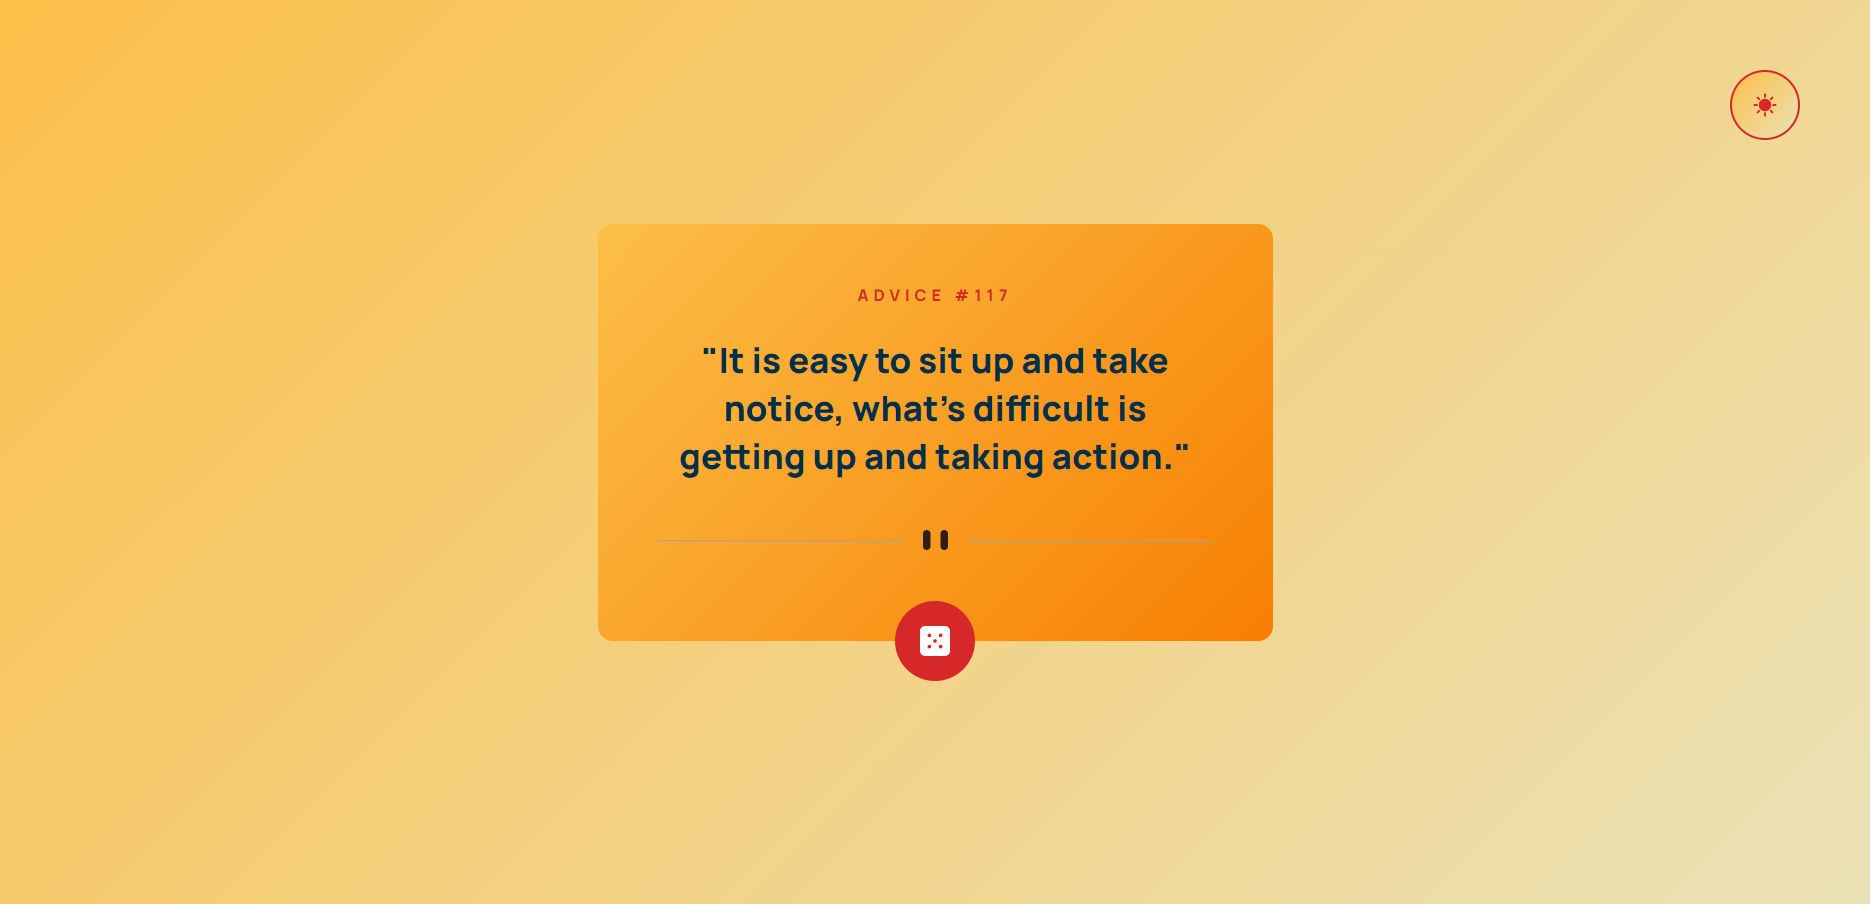 ADVICE #117
"It is easy to sit up and take
notice, what's difficult is
getting up and taking action."